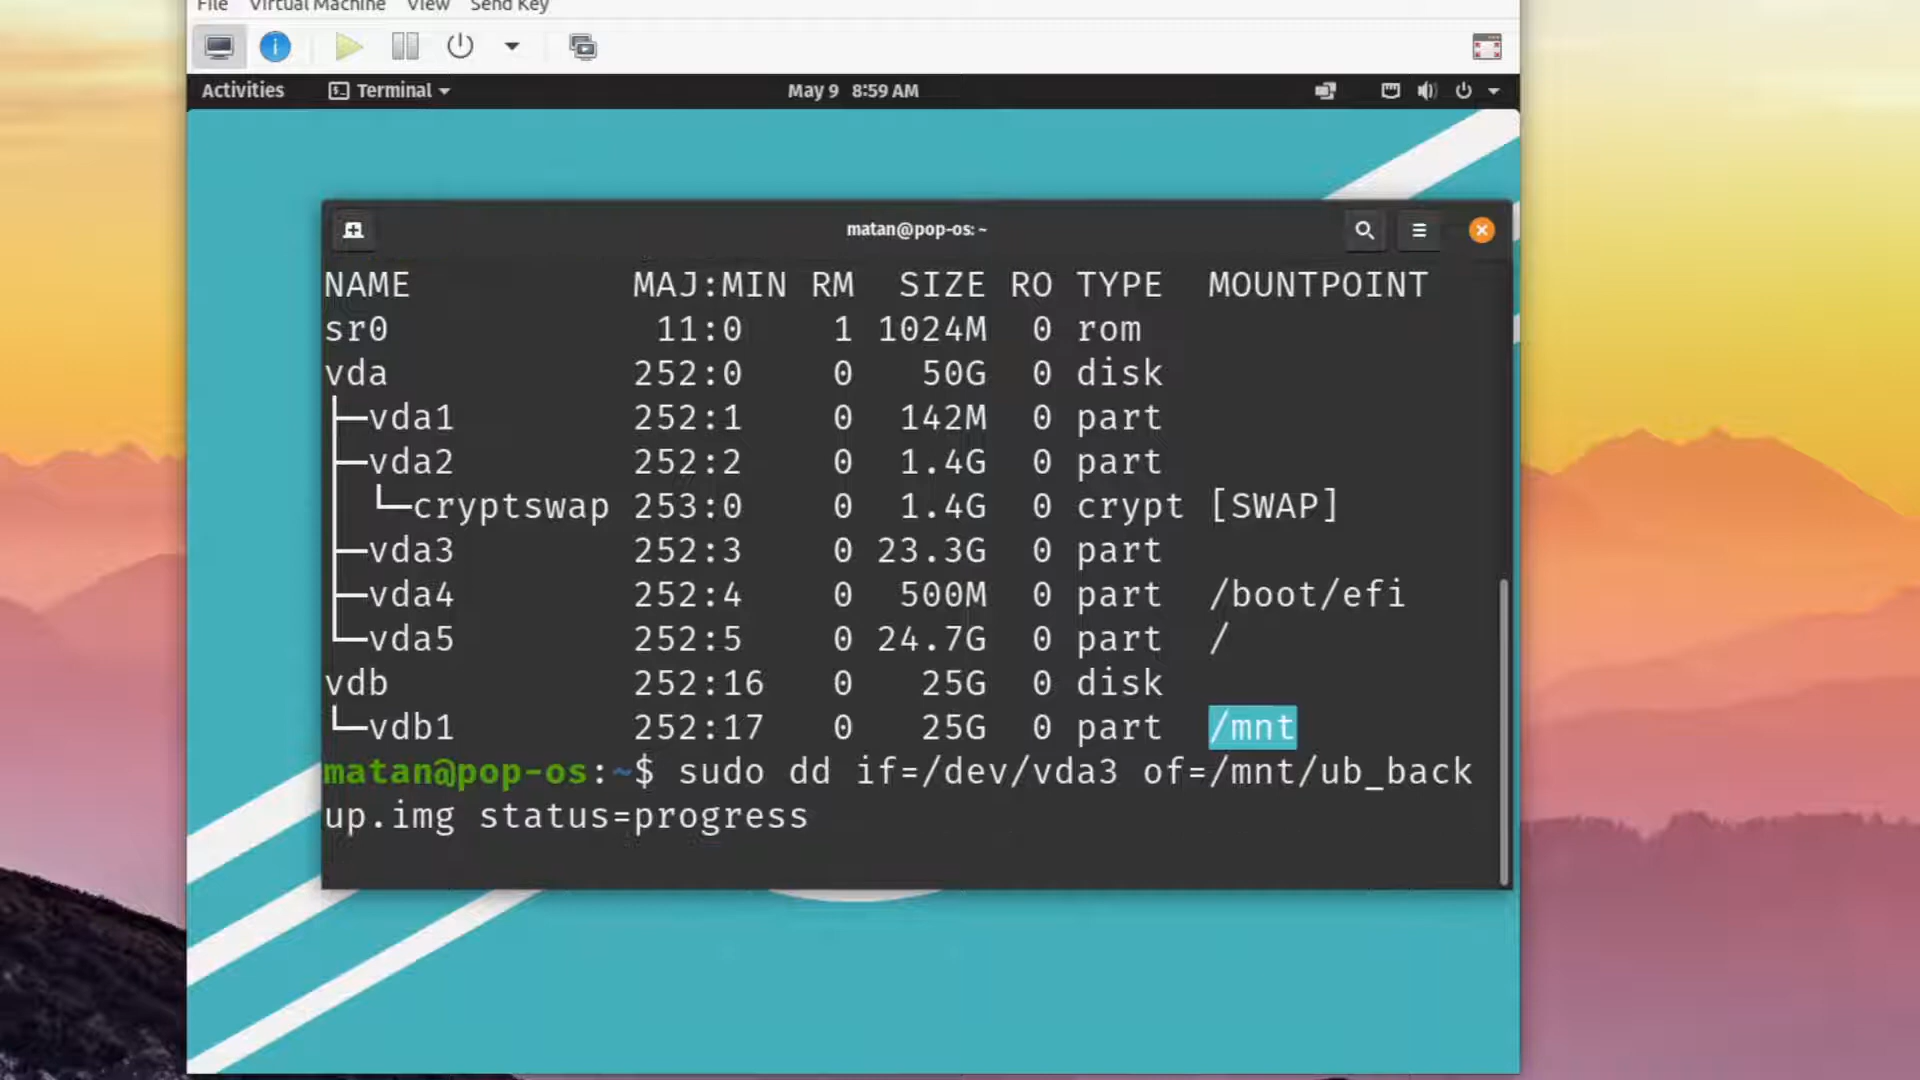 File Virtual Machine View Send Key
Activities Terminal May 9 8:59 AM
matan@pop-os: ~
NAME MAJ:MIN RM SIZE RO TYPE MOUNTPOINT
sr0 11:0 1 1024M 0 rom
vda 252:0 0 50G 0 disk
├─vda1 252:1 0 142M 0 part
├─vda2 252:2 0 1.4G 0 part
│ └─cryptswap 253:0 0 1.4G 0 crypt [SWAP]
├─vda3 252:3 0 23.3G 0 part
├─vda4 252:4 0 500M 0 part /boot/efi
└─vda5 252:5 0 24.7G 0 part /
vdb 252:16 0 25G 0 disk
└─vdb1 252:17 0 25G 0 part /mnt
matan@pop-os:~$ sudo dd if=/dev/vda3 of=/mnt/ub_back
up.img status=progress